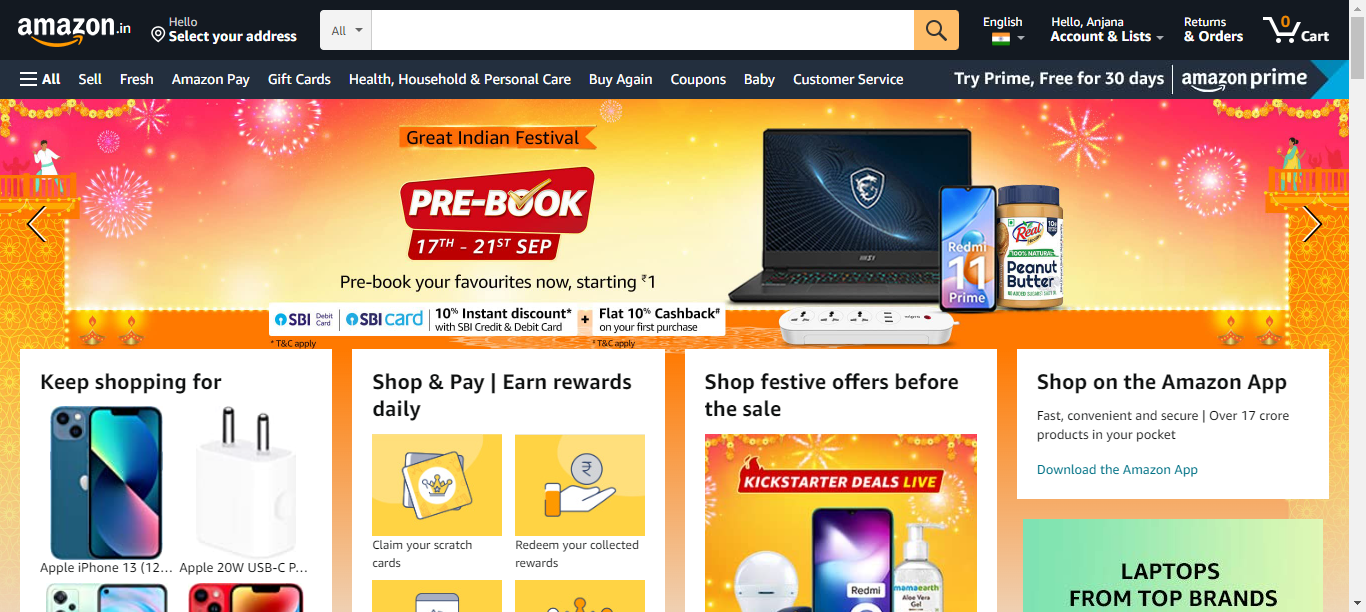 amazon.in
Hello
Select your address
All
English
Hello, Anjana
Account & Lists
Returns
& Orders
0
Cart
All
Sell
Fresh
Amazon Pay
Gift Cards
Health, Household & Personal Care
Buy Again
Coupons
Baby
Customer Service
Try Prime, Free for 30 days
amazon prime
Great Indian Festival
PRE-BOOK
17TH - 21ST SEP
Pre-book your favourites now, starting ₹1
SBI Debit Card
SBI card
10% Instant discount*
with SBI Credit & Debit Card
+
Flat 10% Cashback#
on your first purchase
* T&C apply
# T&C apply
msi
Redmi
11
Prime
Real
100% NATURAL
Peanut
Butter
Keep shopping for
Apple iPhone 13 (12...
Apple 20W USB-C P...
Shop & Pay | Earn rewards
daily
Claim your scratch
cards
Redeem your collected
rewards
Shop festive offers before
the sale
KICKSTARTER DEALS LIVE
Redmi
mamaearth
Aloe Vera
Gel
Shop on the Amazon App
Fast, convenient and secure | Over 17 crore
products in your pocket
Download the Amazon App
LAPTOPS
FROM TOP BRANDS